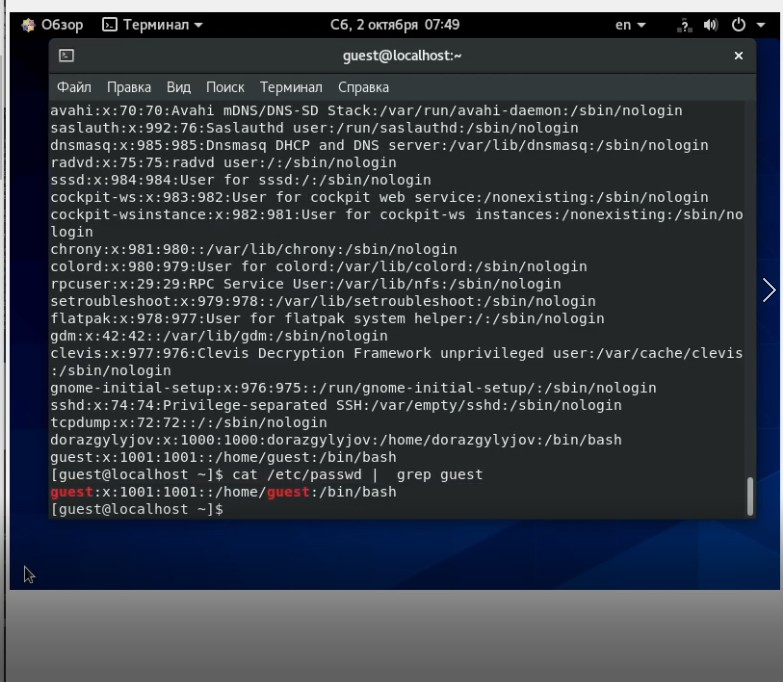 Обзор Терминал Сб, 2 октября 07:49 en ?
guest@localhost:~ ×
Файл Правка Вид Поиск Терминал Справка
avahi:x:70:70:Avahi mDNS/DNS-SD Stack:/var/run/avahi-daemon:/sbin/nologin
saslauth:x:992:76:Saslauthd user:/run/saslauthd:/sbin/nologin
dnsmasq:x:985:985:Dnsmasq DHCP and DNS server:/var/lib/dnsmasq:/sbin/nologin
radvd:x:75:75:radvd user:/:/sbin/nologin
sssd:x:984:984:User for sssd:/:/sbin/nologin
cockpit-ws:x:983:982:User for cockpit web service:/nonexisting:/sbin/nologin
cockpit-wsinstance:x:982:981:User for cockpit-ws instances:/nonexisting:/sbin/no
login
chrony:x:981:980::/var/lib/chrony:/sbin/nologin
colord:x:980:979:User for colord:/var/lib/colord:/sbin/nologin
rpcuser:x:29:29:RPC Service User:/var/lib/nfs:/sbin/nologin
setroubleshoot:x:979:978::/var/lib/setroubleshoot:/sbin/nologin
flatpak:x:978:977:User for flatpak system helper:/:/sbin/nologin
gdm:x:42:42::/var/lib/gdm:/sbin/nologin
clevis:x:977:976:Clevis Decryption Framework unprivileged user:/var/cache/clevis
:/sbin/nologin
gnome-initial-setup:x:976:975::/run/gnome-initial-setup/:/sbin/nologin
sshd:x:74:74:Privilege-separated SSH:/var/empty/sshd:/sbin/nologin
tcpdump:x:72:72::/:/sbin/nologin
dorazgylyjov:x:1000:1000:dorazgylyjov:/home/dorazgylyjov:/bin/bash
guest:x:1001:1001::/home/guest:/bin/bash
[guest@localhost ~]$ cat /etc/passwd |  grep guest
guest:x:1001:1001::/home/guest:/bin/bash
[guest@localhost ~]$